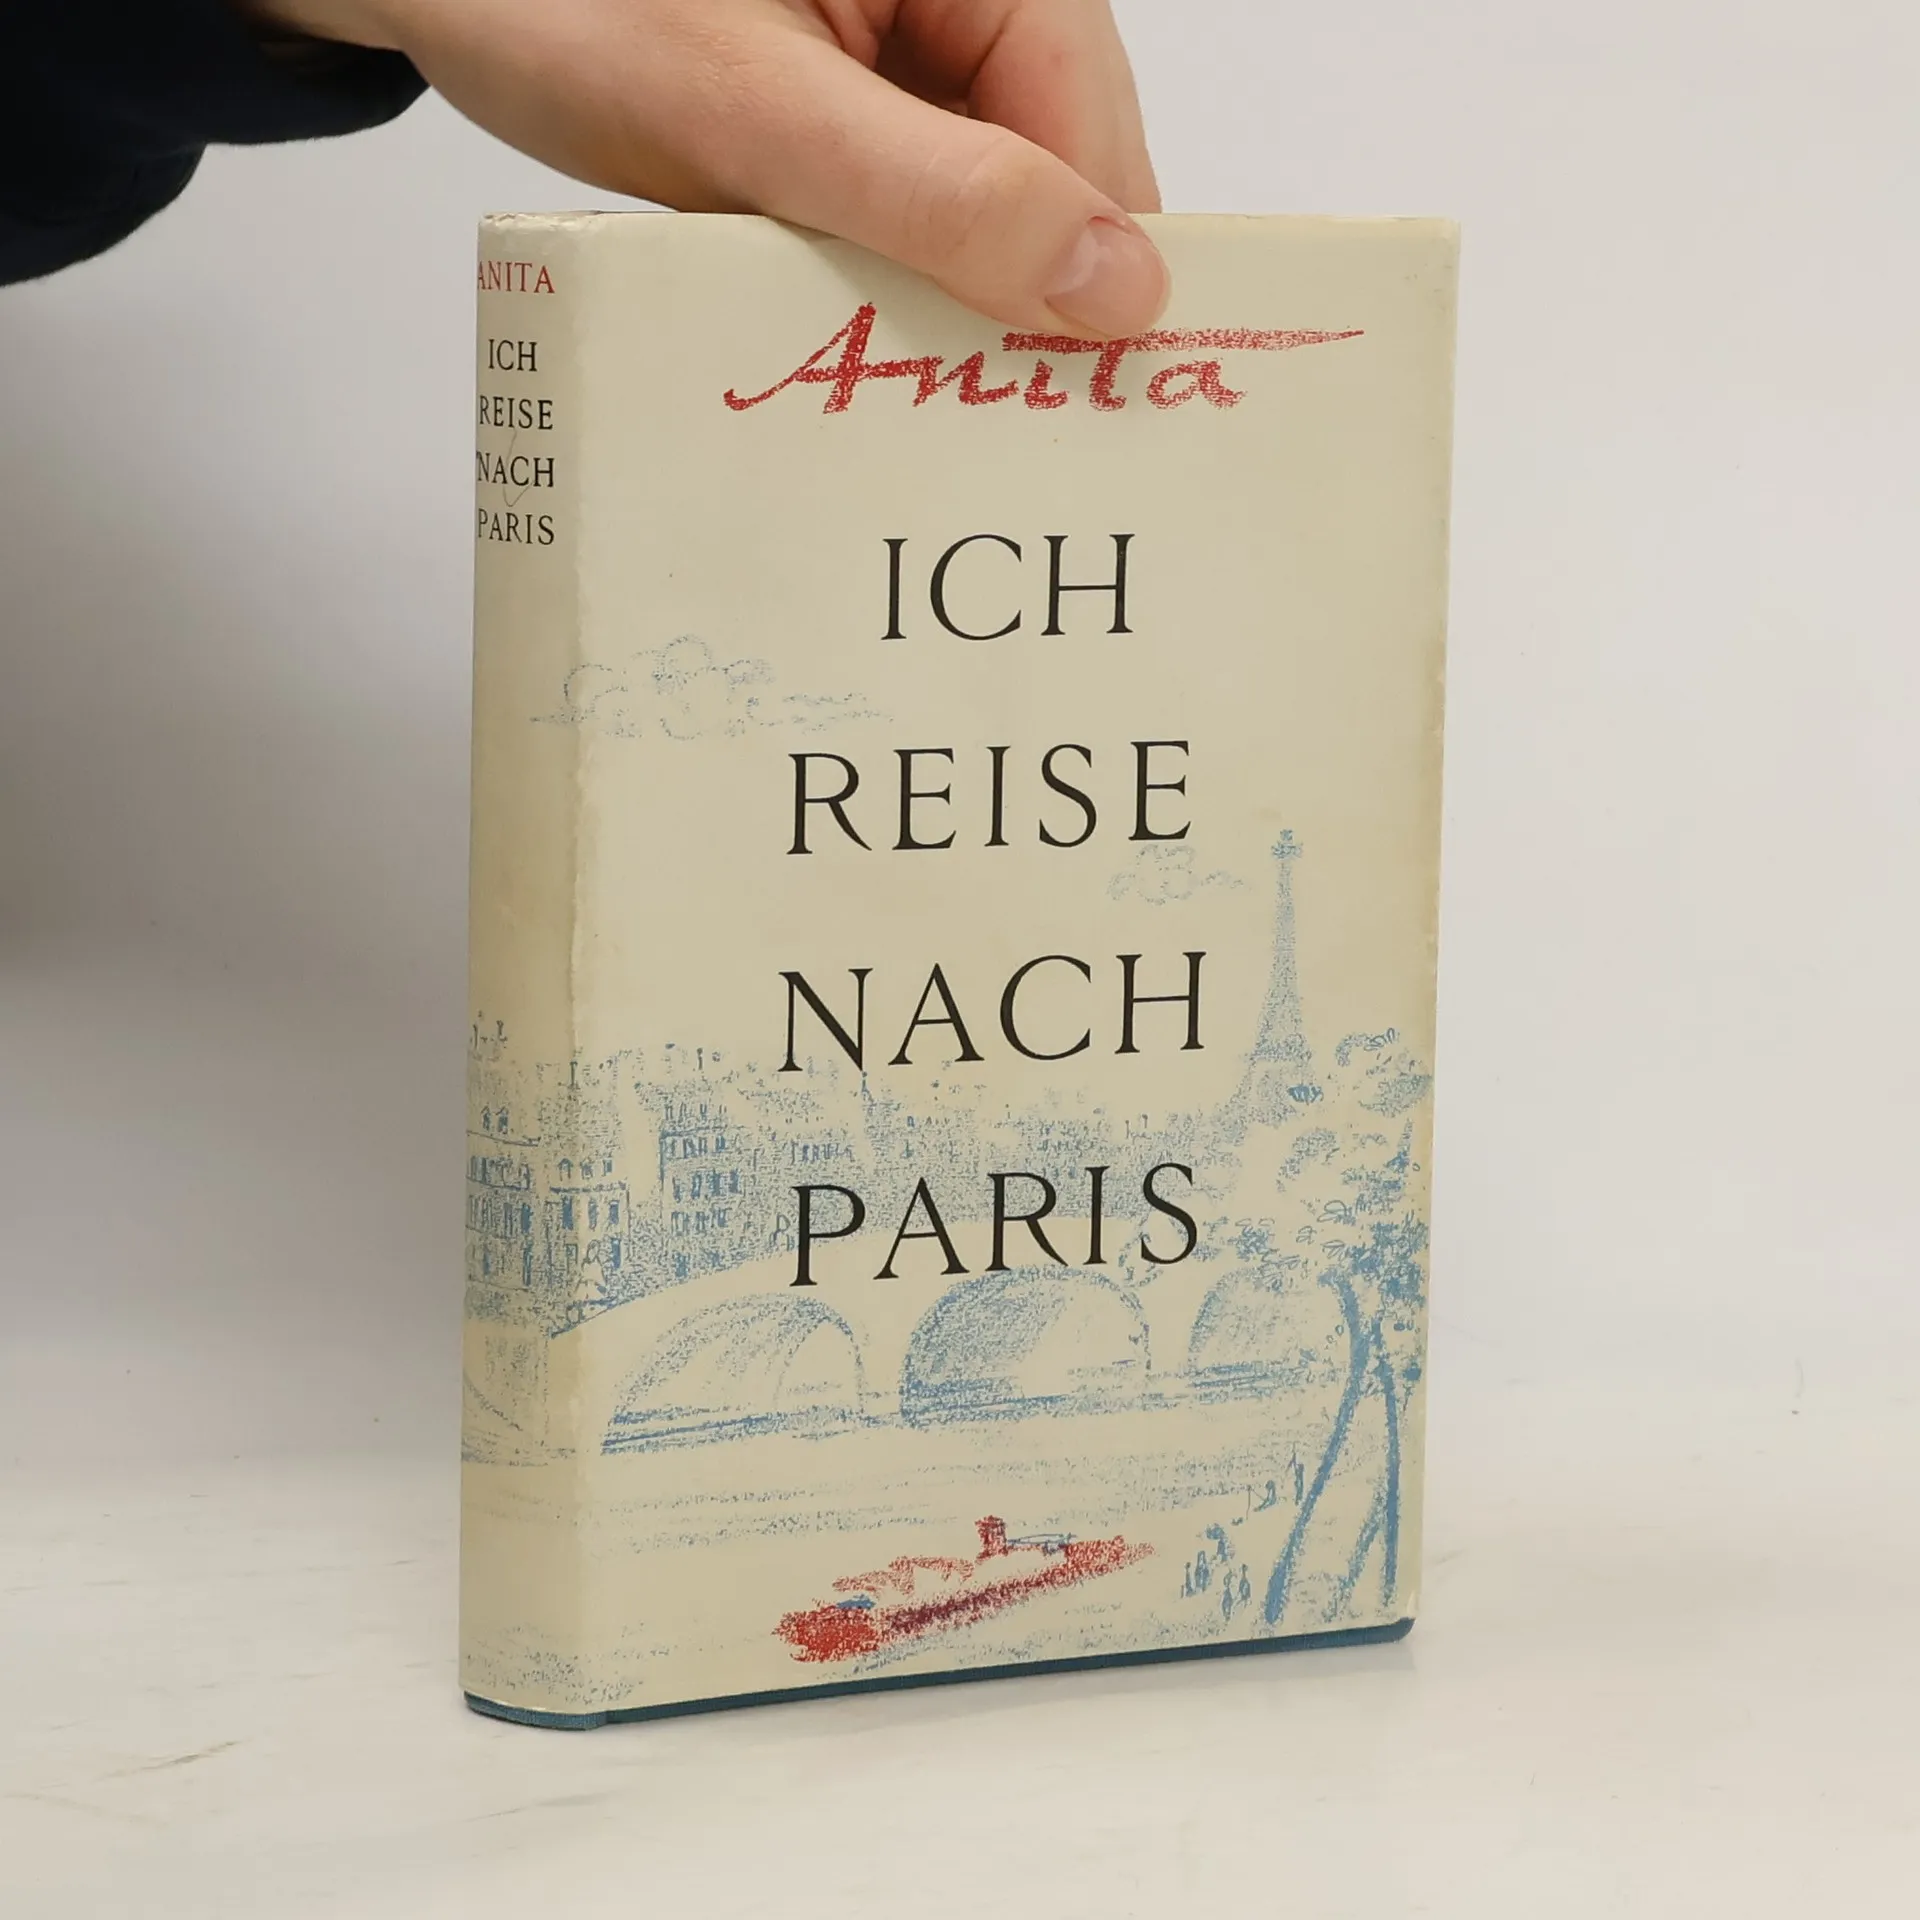 ANITA
ICH
REISE
NACH
PARIS
Anita
ICH
REISE
NACH
PARIS